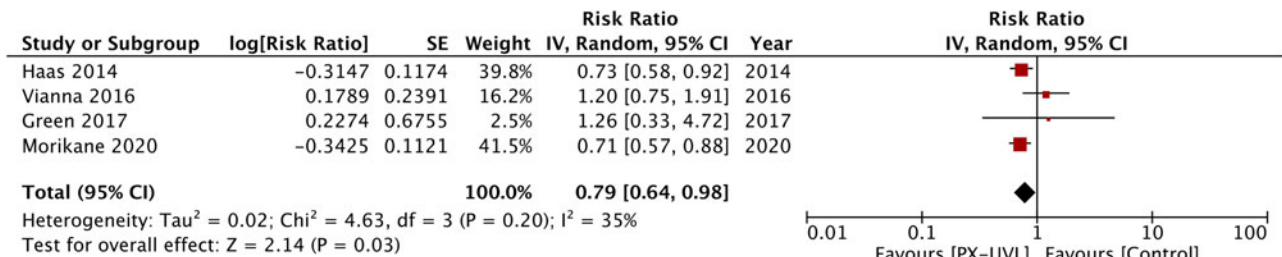 Risk Ratio Risk Ratio
Study or Subgroup log[Risk Ratio] SE Weight IV, Random, 95% CI Year IV, Random, 95% CI
Haas 2014 −0.3147 0.1174 39.8% 0.73 [0.58, 0.92] 2014
Vianna 2016 0.1789 0.2391 16.2% 1.20 [0.75, 1.91] 2016
Green 2017 0.2274 0.6755 2.5% 1.26 [0.33, 4.72] 2017
Morikane 2020 −0.3425 0.1121 41.5% 0.71 [0.57, 0.88] 2020
Total (95% CI) 100.0% 0.79 [0.64, 0.98]
Heterogeneity: Tau² = 0.02; Chi² = 4.63, df = 3 (P = 0.20); I² = 35%
Test for overall effect: Z = 2.14 (P = 0.03)
0.01 0.1 1 10 100
Favours [PX-UVL] Favours [Control]